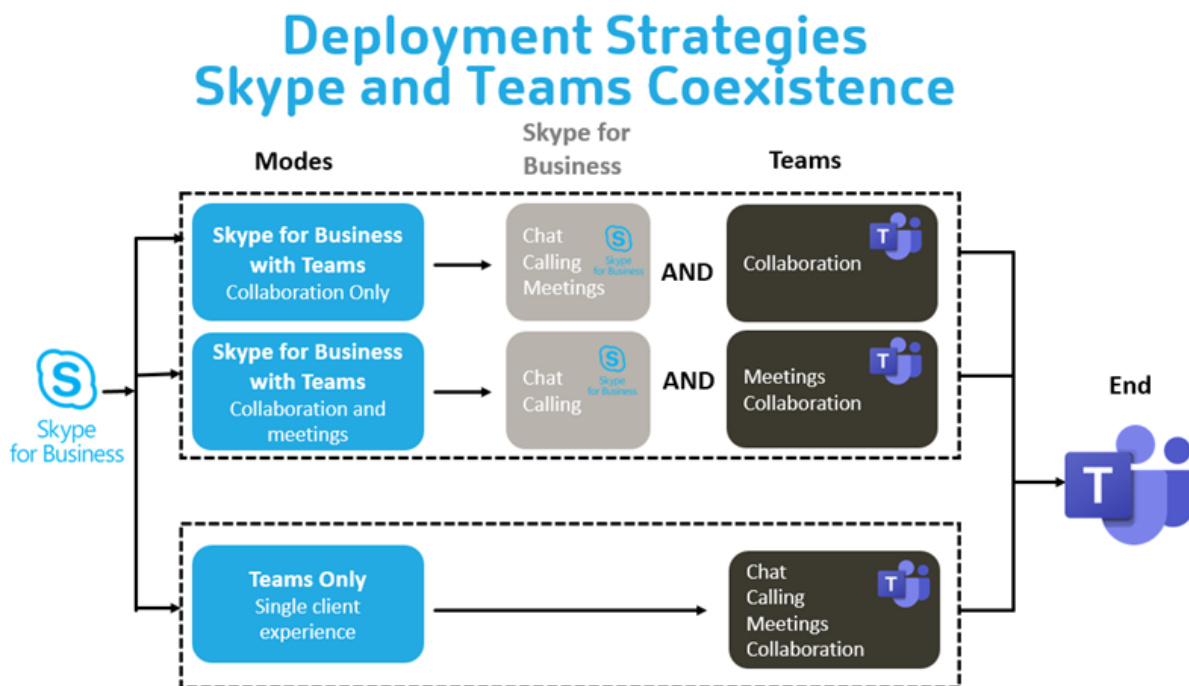 Deployment Strategies
Skype and Teams Coexistence
Modes
Skype for
Business
Teams
Skype for Business
with Teams
Collaboration Only
Chat
Calling
Meetings
S
Skype
for Business
AND
Collaboration
T
Skype for Business
with Teams
Collaboration and
meetings
Chat
Calling
S
Skype
for Business
AND
Meetings
Collaboration
T
S
Skype
for Business
End
T
Teams Only
Single client
experience
Chat
Calling
Meetings
Collaboration
T